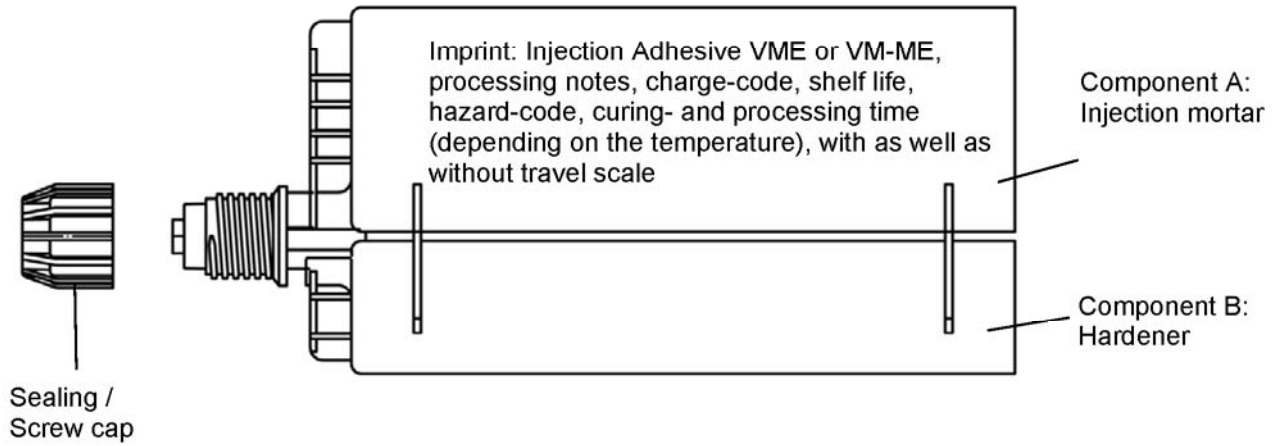 Imprint: Injection Adhesive VME or VM-ME,
processing notes, charge-code, shelf life,
hazard-code, curing- and processing time
(depending on the temperature), with as well as
without travel scale
Component A:
Injection mortar
Component B:
Hardener
Sealing /
Screw cap